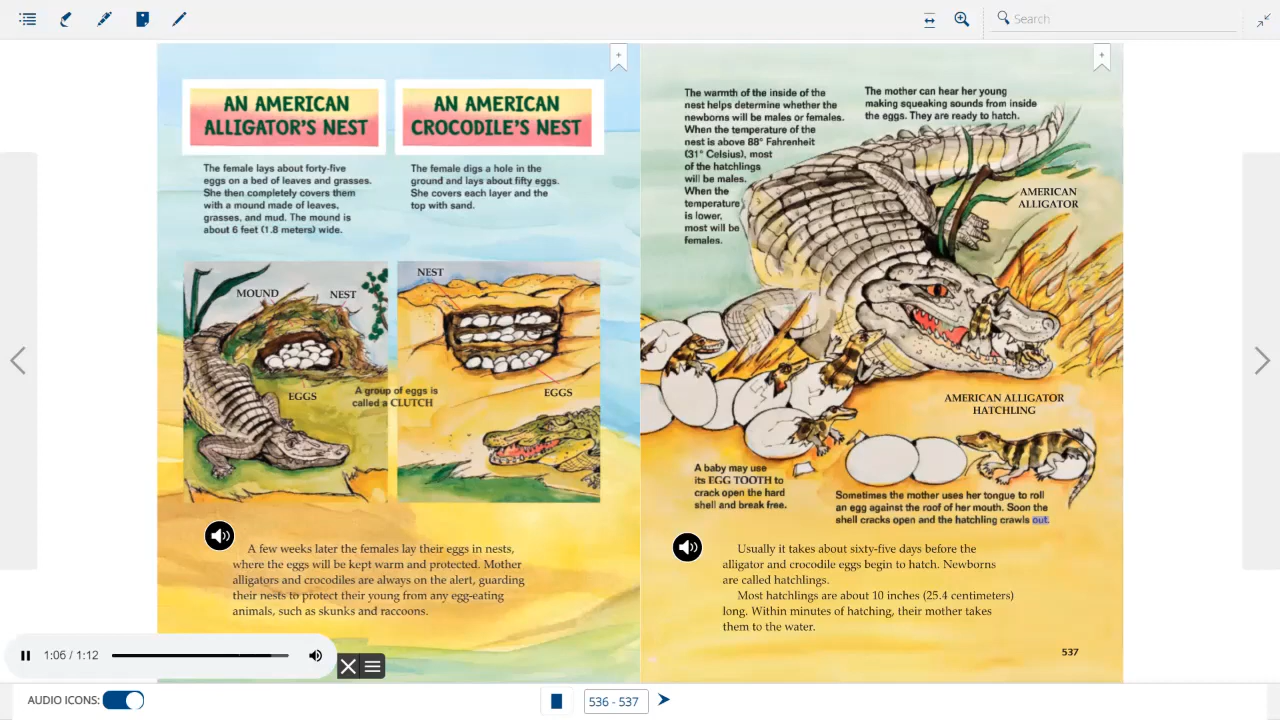 Search
AN AMERICAN
ALLIGATOR'S NEST
The female lays about forty-five
eggs on a bed of leaves and grasses.
She then completely covers them
with a mound made of leaves,
grasses, and mud. The mound is
about 6 feet (1.8 meters) wide.
AN AMERICAN
CROCODILE'S NEST
The female digs a hole in the
ground and lays about fifty eggs.
She covers each layer and the
top with sand.
MOUND
NEST
EGGS
NEST
EGGS
A group of eggs is
called a CLUTCH
A few weeks later the females lay their eggs in nests,
where the eggs will be kept warm and protected. Mother
alligators and crocodiles are always on the alert, guarding
their nests to protect their young from any egg-eating
animals, such as skunks and raccoons.
The warmth of the inside of the
nest helps determine whether the
newborns will be males or females.
When the temperature of the
nest is above 88° Fahrenheit
(31° Celsius), most
of the hatchlings
will be males.
When the
temperature
is lower,
most will be
females.
The mother can hear her young
making squeaking sounds from inside
the eggs. They are ready to hatch.
AMERICAN
ALLIGATOR
AMERICAN ALLIGATOR
HATCHLING
A baby may use
its EGG TOOTH to
crack open the hard
shell and break free.
Sometimes the mother uses her tongue to roll
an egg against the roof of her mouth. Soon the
shell cracks open and the hatchling crawls out.
Usually it takes about sixty-five days before the
alligator and crocodile eggs begin to hatch. Newborns
are called hatchlings.
Most hatchlings are about 10 inches (25.4 centimeters)
long. Within minutes of hatching, their mother takes
them to the water.
537
1:06 / 1:12
AUDIO ICONS:
536 - 537